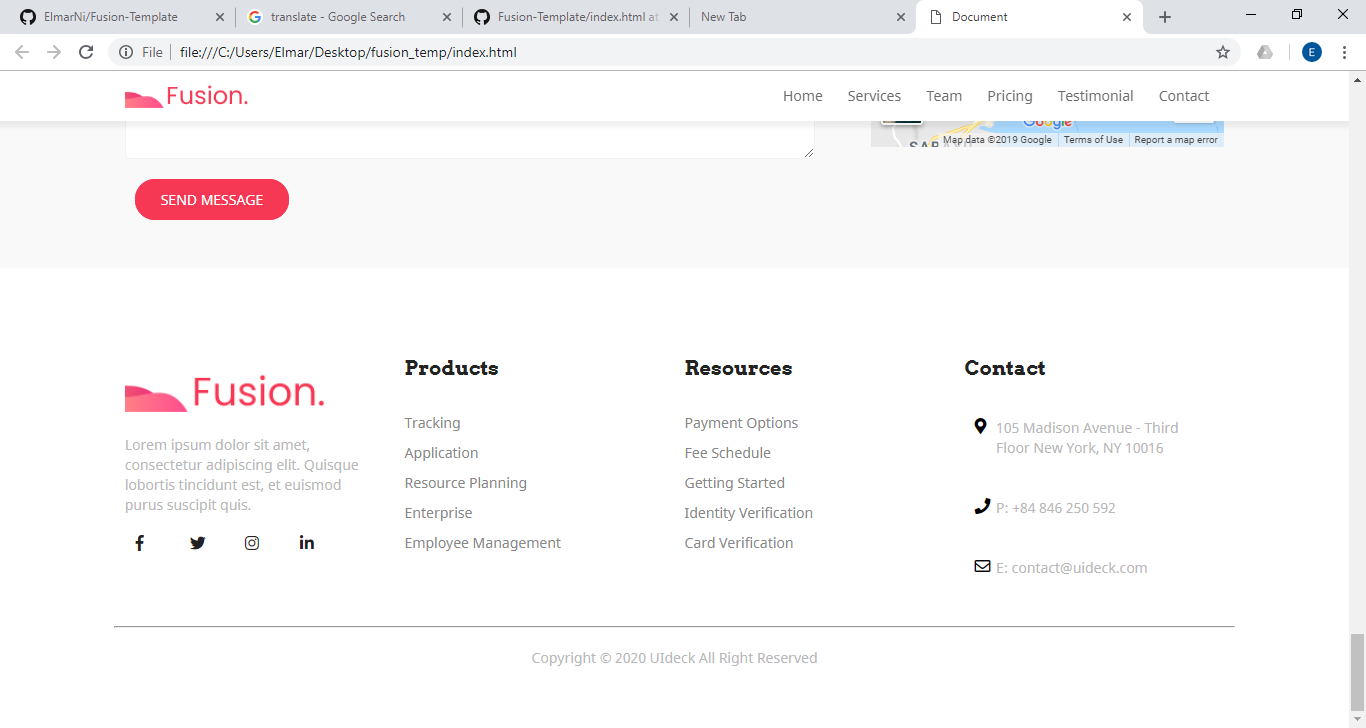 ElmarNi/Fusion-Template
translate - Google Search
Fusion-Template/index.html at
New Tab
Document
File
file:///C:/Users/Elmar/Desktop/fusion_temp/index.html
E
Fusion.
Home
Services
Team
Pricing
Testimonial
Contact
Google
Map data ©2019 Google
Terms of Use
Report a map error
SEND MESSAGE
Fusion.
Lorem ipsum dolor sit amet,
consectetur adipiscing elit. Quisque
lobortis tincidunt est, et euismod
purus suscipit quis.
Products
Tracking
Application
Resource Planning
Enterprise
Employee Management
Resources
Payment Options
Fee Schedule
Getting Started
Identity Verification
Card Verification
Contact
105 Madison Avenue - Third
Floor New York, NY 10016
P: +84 846 250 592
E: contact@uideck.com
Copyright © 2020 UIdeck All Right Reserved